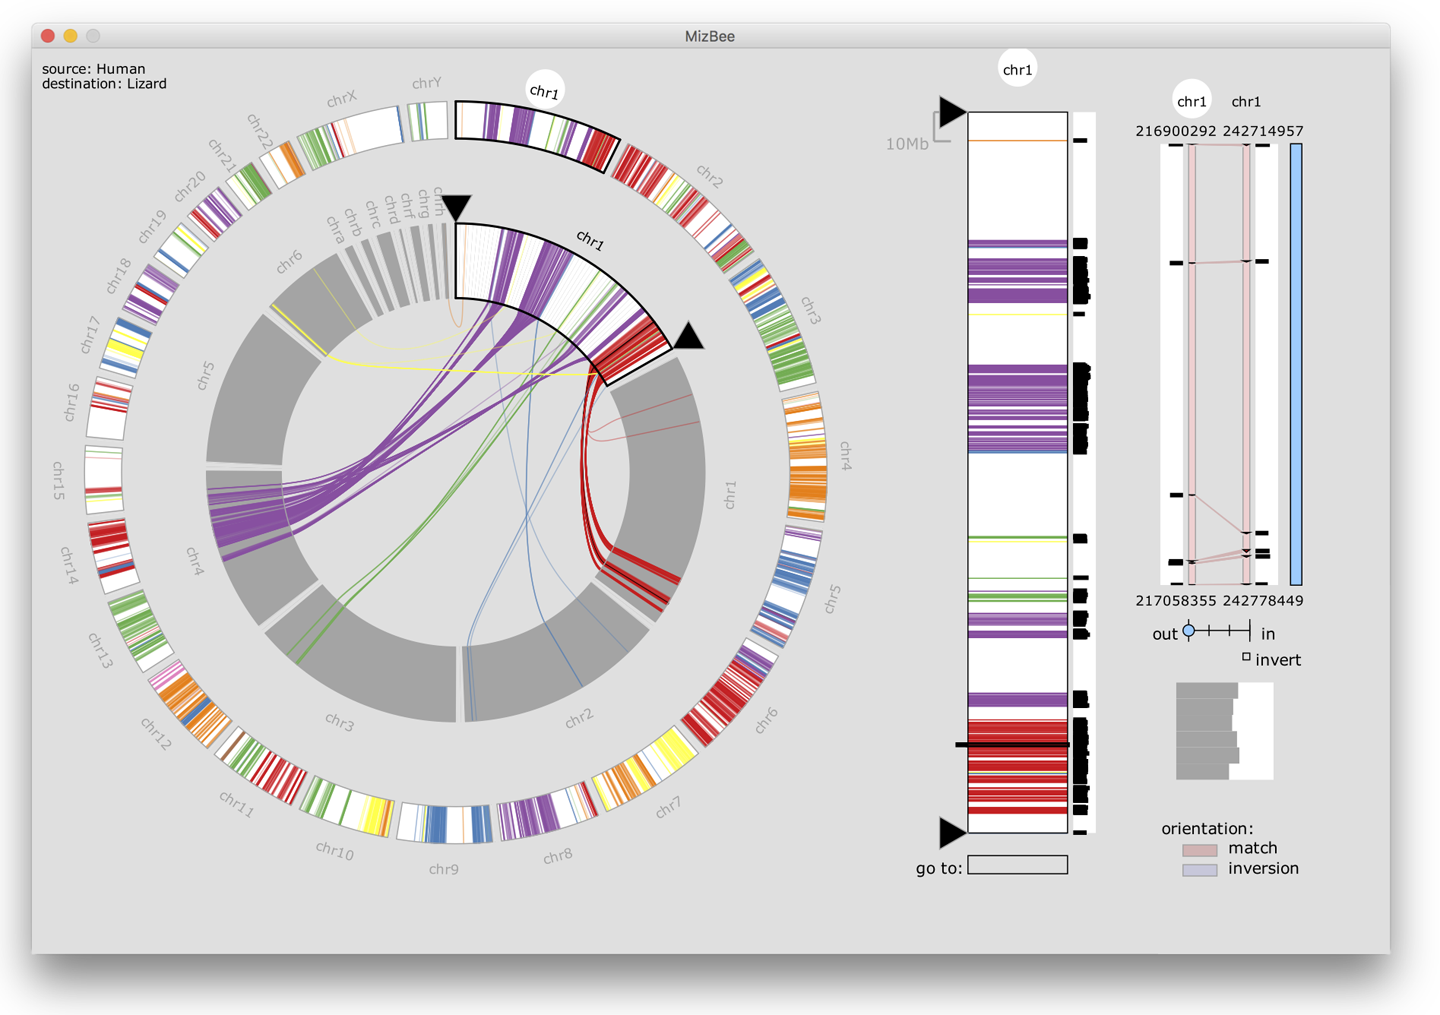 MizBee
source: Human
destination: Lizard
chr1
chr2
chr3
chr4
chr5
chr6
chr7
chr8
chr9
chr10
chr11
chr12
chr13
chr14
chr15
chr16
chr17
chr18
chr19
chr20
chr21
chr22
chrX
chrY
chr1
chr1
chr2
chr3
chr4
chr5
chr6
chra
chrb
chrc
chrd
chrf
chrg
chrh
chr1
10Mb
go to:
chr1 chr1
216900292 242714957
217058355 242778449
out in
invert
orientation:
match
inversion